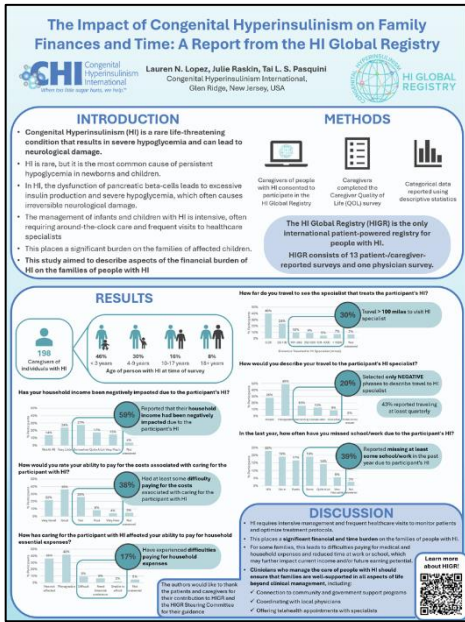 The Impact of Congenital Hyperinsulinism on Family
Finances and Time: A Report from the HI Global Registry
CHI
Congenital
Hyperinsulinism
International
Lauren N. Lopez, Julie Raskin, Tai L. S. Pasquini
Congenital Hyperinsulinism International,
Glen Ridge, New Jersey, USA
HI GLOBAL
REGISTRY
INTRODUCTION
• Congenital Hyperinsulinism (HI) is a rare life-threatening
condition that results in severe hypoglycemia and can lead to
neurological damage.
• HI is rare, but it is the most common cause of persistent
hypoglycemia in newborns and children.
• In HI, the dysfunction of pancreatic beta-cells leads to excessive
insulin production and severe hypoglycemia, which often causes
irreversible neurological damage.
• The management of infants and children with HI is intensive, often
requiring around-the-clock care and frequent visits to healthcare
specialists
• This places a significant burden on the families of affected children.
• This study aimed to describe aspects of the financial burden of
HI on the families of people with HI
METHODS
Caregivers of people
with HI consented to
participate in the
HI Global Registry
Caregivers
completed the
Caregiver Quality of
Life (QOL) survey
Categorical data
reported using
descriptive statistics
The HI Global Registry (HIGR) is the only
international patient-powered registry for
people with HI.
HIGR consists of 13 patient-/caregiver-
reported surveys and one physician survey.
RESULTS
198
Caregivers of
individuals with HI
Age of person with HI at time of survey
Has your household income been negatively impacted due to the participant's HI?
59%
Reported that their household
income had been negatively
impacted due to the
participant's HI
How would you rate your ability to pay for the costs associated with caring for the
participant with HI?
38%
Had at least some difficulty
paying for the costs
associated with caring for the
participant with HI
How has caring for the participant with HI affected your ability to pay for household
essential expenses?
17%
Have experienced difficulties
paying for household
expenses
The authors would like to thank
the patients and caregivers for
their contribution to HIGR and
the HIGR Steering Committee
for their guidance
How far do you travel to see the specialist that treats the participant's HI?
30%
Travel > 100 miles to visit HI
specialist
How would you describe your travel to the participant's HI specialist?
20%
Selected only NEGATIVE
phrases to describe travel to HI
specialist
43% reported traveling
at least quarterly
In the last year, how often have you missed school/work due to the participant's HI?
39%
Reported missing at least
some school/work in the past
year due to participant's HI
DISCUSSION
• HI requires intensive management and frequent healthcare visits to monitor patients
and optimize treatment protocols.
• This places a significant financial and time burden on the families of people with HI.
• For some families, this leads to difficulties paying for medical and
household expenses and reduced time at work or school, which
may further impact current income and/or future earning potential.
• Clinicians who manage the care of people with HI should
ensure that families are well-supported in all aspects of life
beyond clinical management, including:
✓ Connection to community and government support programs
✓ Coordinating with local physicians
✓ Offering telehealth appointments with specialists
Learn more
about HIGR!